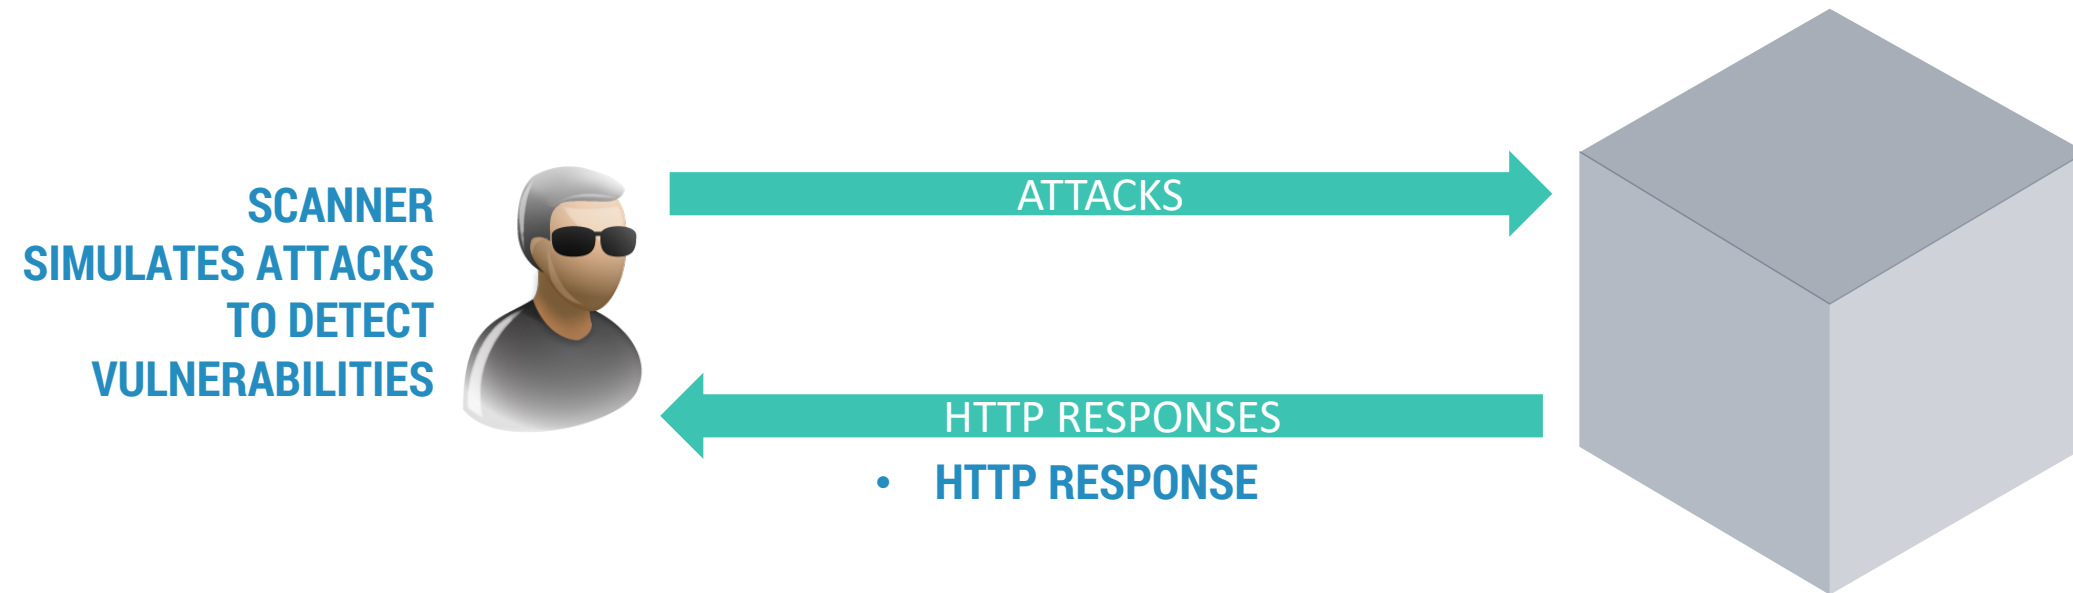 SCANNER
SIMULATES ATTACKS
TO DETECT
VULNERABILITIES
ATTACKS
HTTP RESPONSES
• HTTP RESPONSE